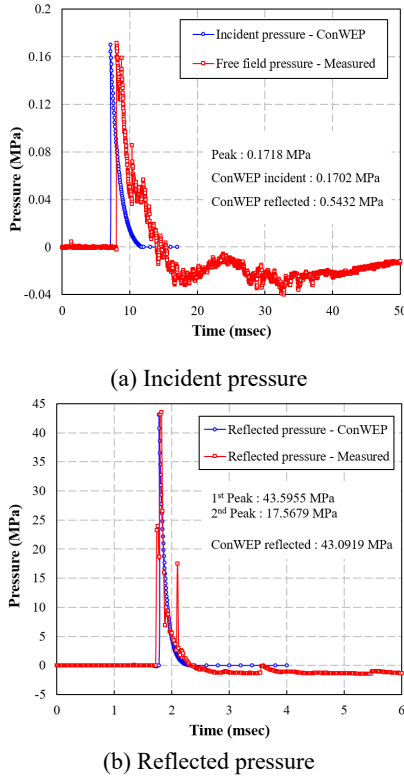 0.2
0.16
0.12
0.08
0.04
0
-0.04
Pressure (MPa)
Incident pressure - ConWEP
Free field pressure - Measured
Peak : 0.1718 MPa
ConWEP incident : 0.1702 MPa
ConWEP reflected : 0.5432 MPa
0 10 20 30 40 50
Time (msec)
(a) Incident pressure
45
40
35
30
25
20
15
10
5
0
-5
Pressure (MPa)
Reflected pressure - ConWEP
Reflected pressure - Measured
1st Peak : 43.5955 MPa
2nd Peak : 17.5679 MPa
ConWEP reflected : 43.0919 MPa
0 1 2 3 4 5 6
Time (msec)
(b) Reflected pressure